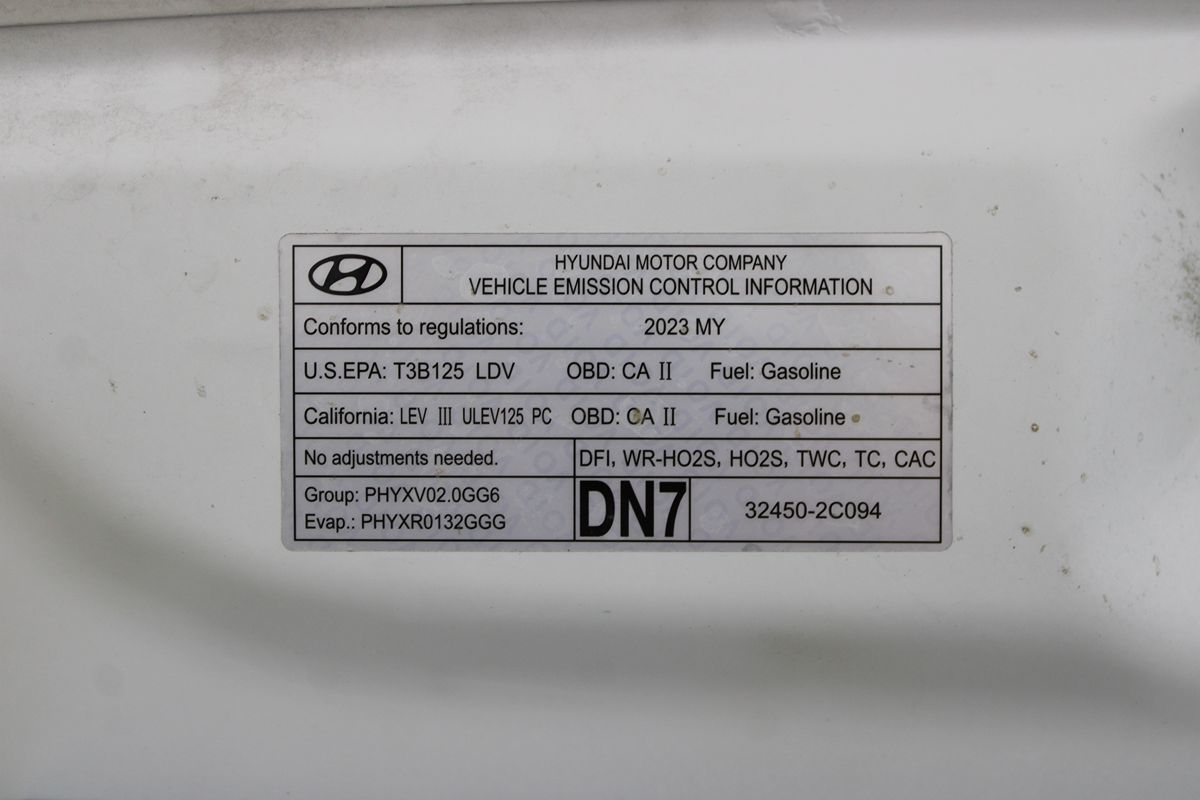 HYUNDAI MOTOR COMPANY
VEHICLE EMISSION CONTROL INFORMATION
Conforms to regulations: 2023 MY
U.S.EPA: T3B125 LDV OBD: CA II Fuel: Gasoline
California: LEV III ULEV125 PC OBD: CA II Fuel: Gasoline
No adjustments needed. DFI, WR-HO2S, HO2S, TWC, TC, CAC
Group: PHYXV02.0GG6
Evap.: PHYXR0132GGG
DN7
32450-2C094